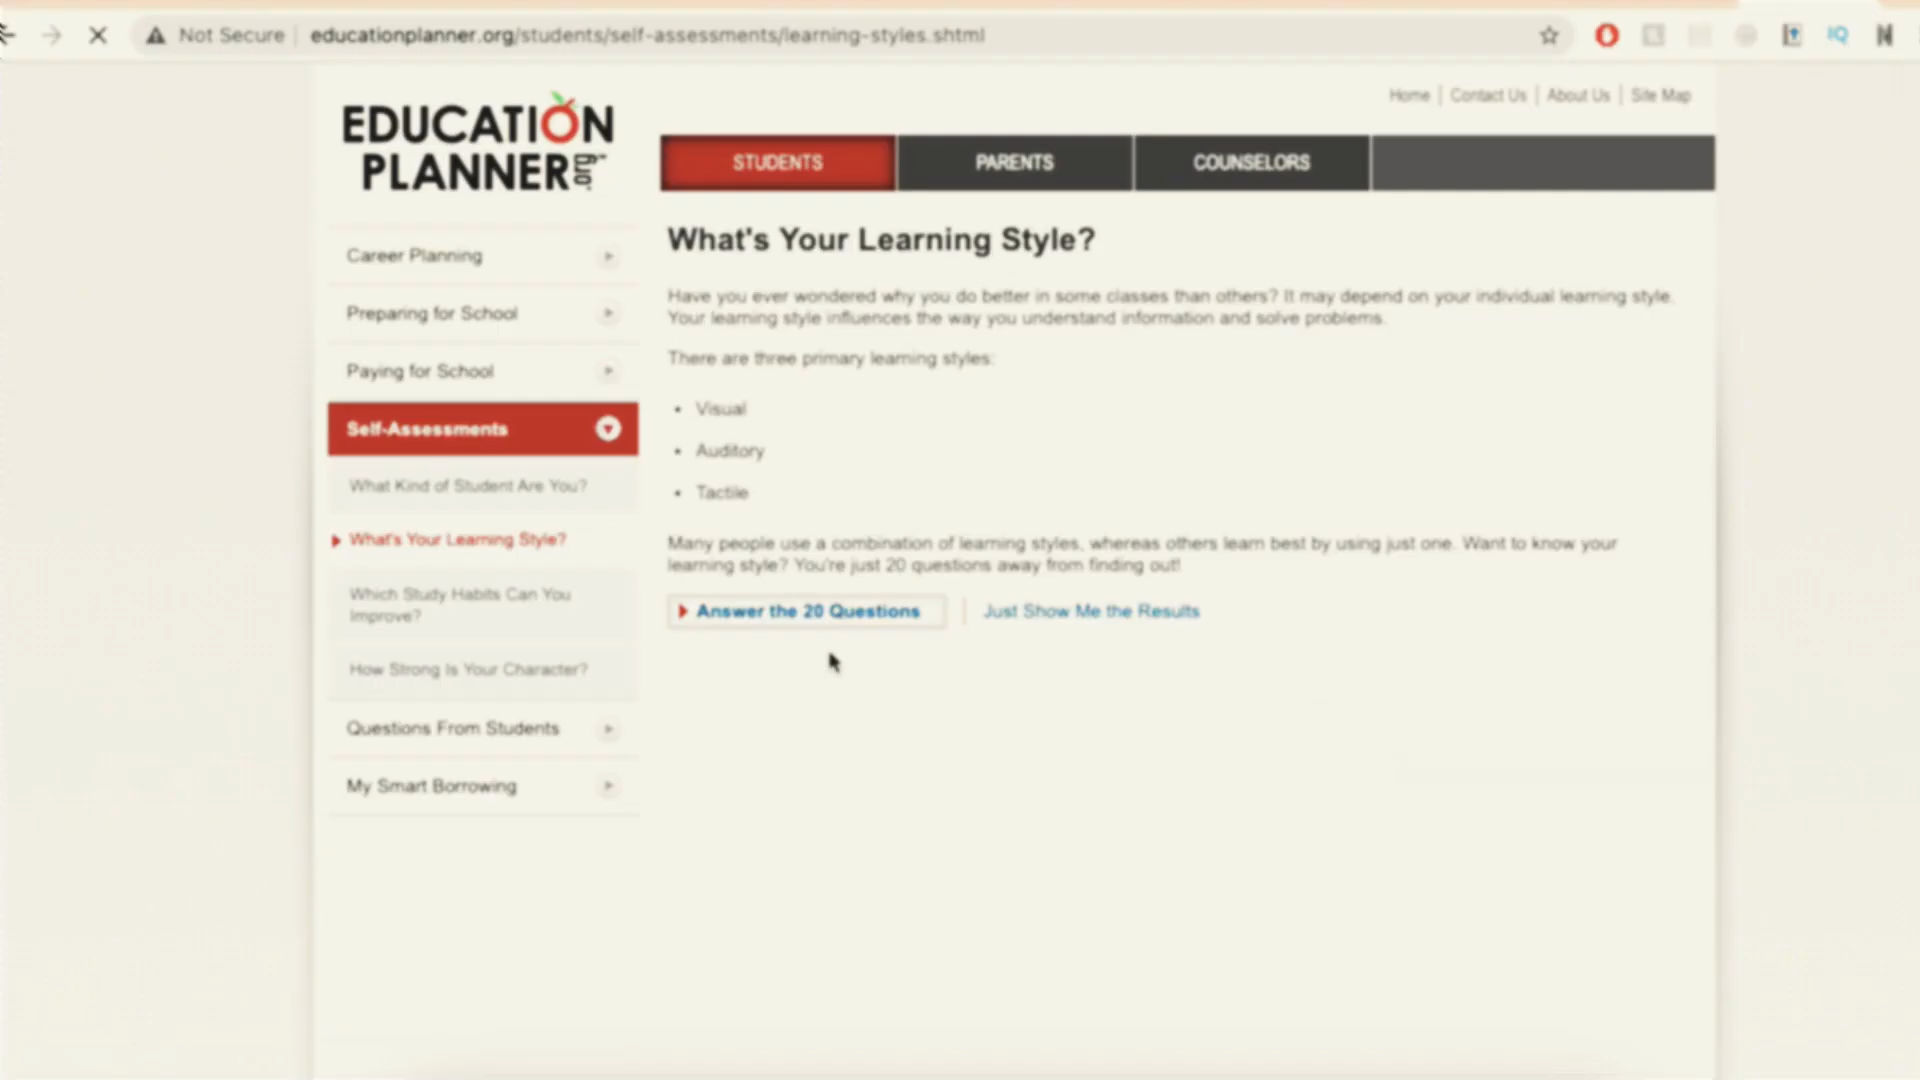 Not Secure | educationplanner.org/students/self-assessments/learning-styles.shtml
IQ
Home | Contact Us | About Us | Site Map
EDUCATION
PLANNER.org™
STUDENTS
PARENTS
COUNSELORS
Career Planning
Preparing for School
Paying for School
Self-Assessments
What Kind of Student Are You?
What's Your Learning Style?
Which Study Habits Can You
Improve?
How Strong Is Your Character?
Questions From Students
My Smart Borrowing
What's Your Learning Style?
Have you ever wondered why you do better in some classes than others? It may depend on your individual learning style.
Your learning style influences the way you understand information and solve problems.
There are three primary learning styles:
• Visual
• Auditory
• Tactile
Many people use a combination of learning styles, whereas others learn best by using just one. Want to know your
learning style? You're just 20 questions away from finding out!
Answer the 20 Questions | Just Show Me the Results